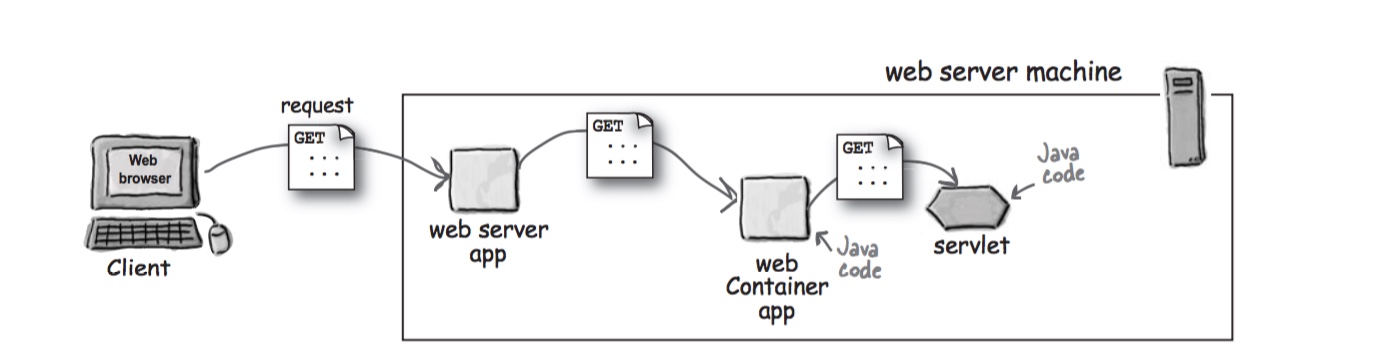 web server machine
request
GET
GET
GET
Web
browser
Java
code
web server
app
servlet
Client
Java
code
web
Container
app